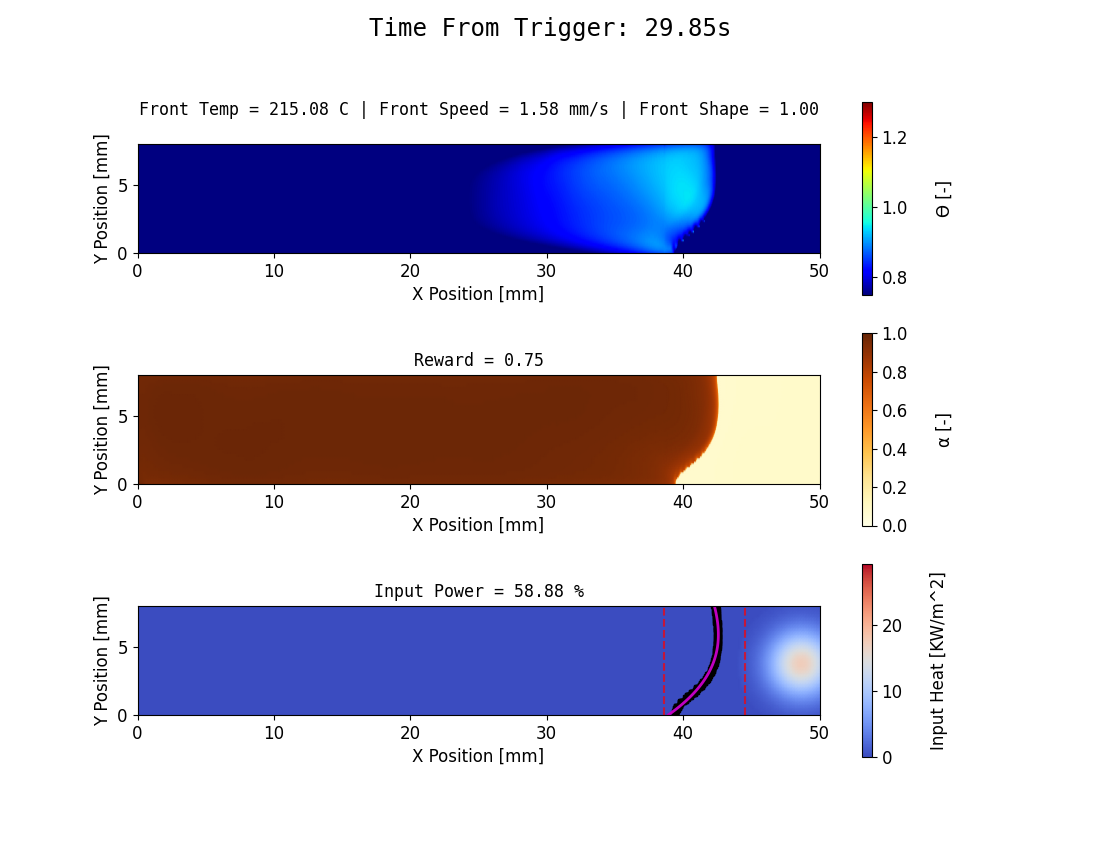 Time From Trigger: 29.85s
Front Temp = 215.08 C | Front Speed = 1.58 mm/s | Front Shape = 1.00
Y Position [mm]
5
0
0 10 20 30 40 50
X Position [mm]
1.2
1.0
0.8
Θ [-]
Reward = 0.75
Y Position [mm]
5
0
0 10 20 30 40 50
X Position [mm]
1.0
0.8
0.6
0.4
0.2
0.0
α [-]
Input Power = 58.88 %
Y Position [mm]
5
0
0 10 20 30 40 50
X Position [mm]
20
10
0
Input Heat [KW/m^2]